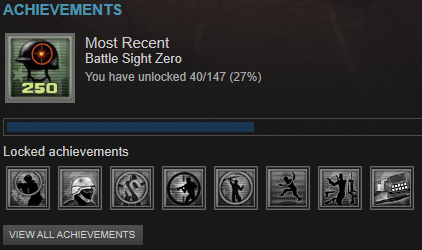 ACHIEVEMENTS
250
Most Recent
Battle Sight Zero
You have unlocked 40/147 (27%)
Locked achievements
VIEW ALL ACHIEVEMENTS